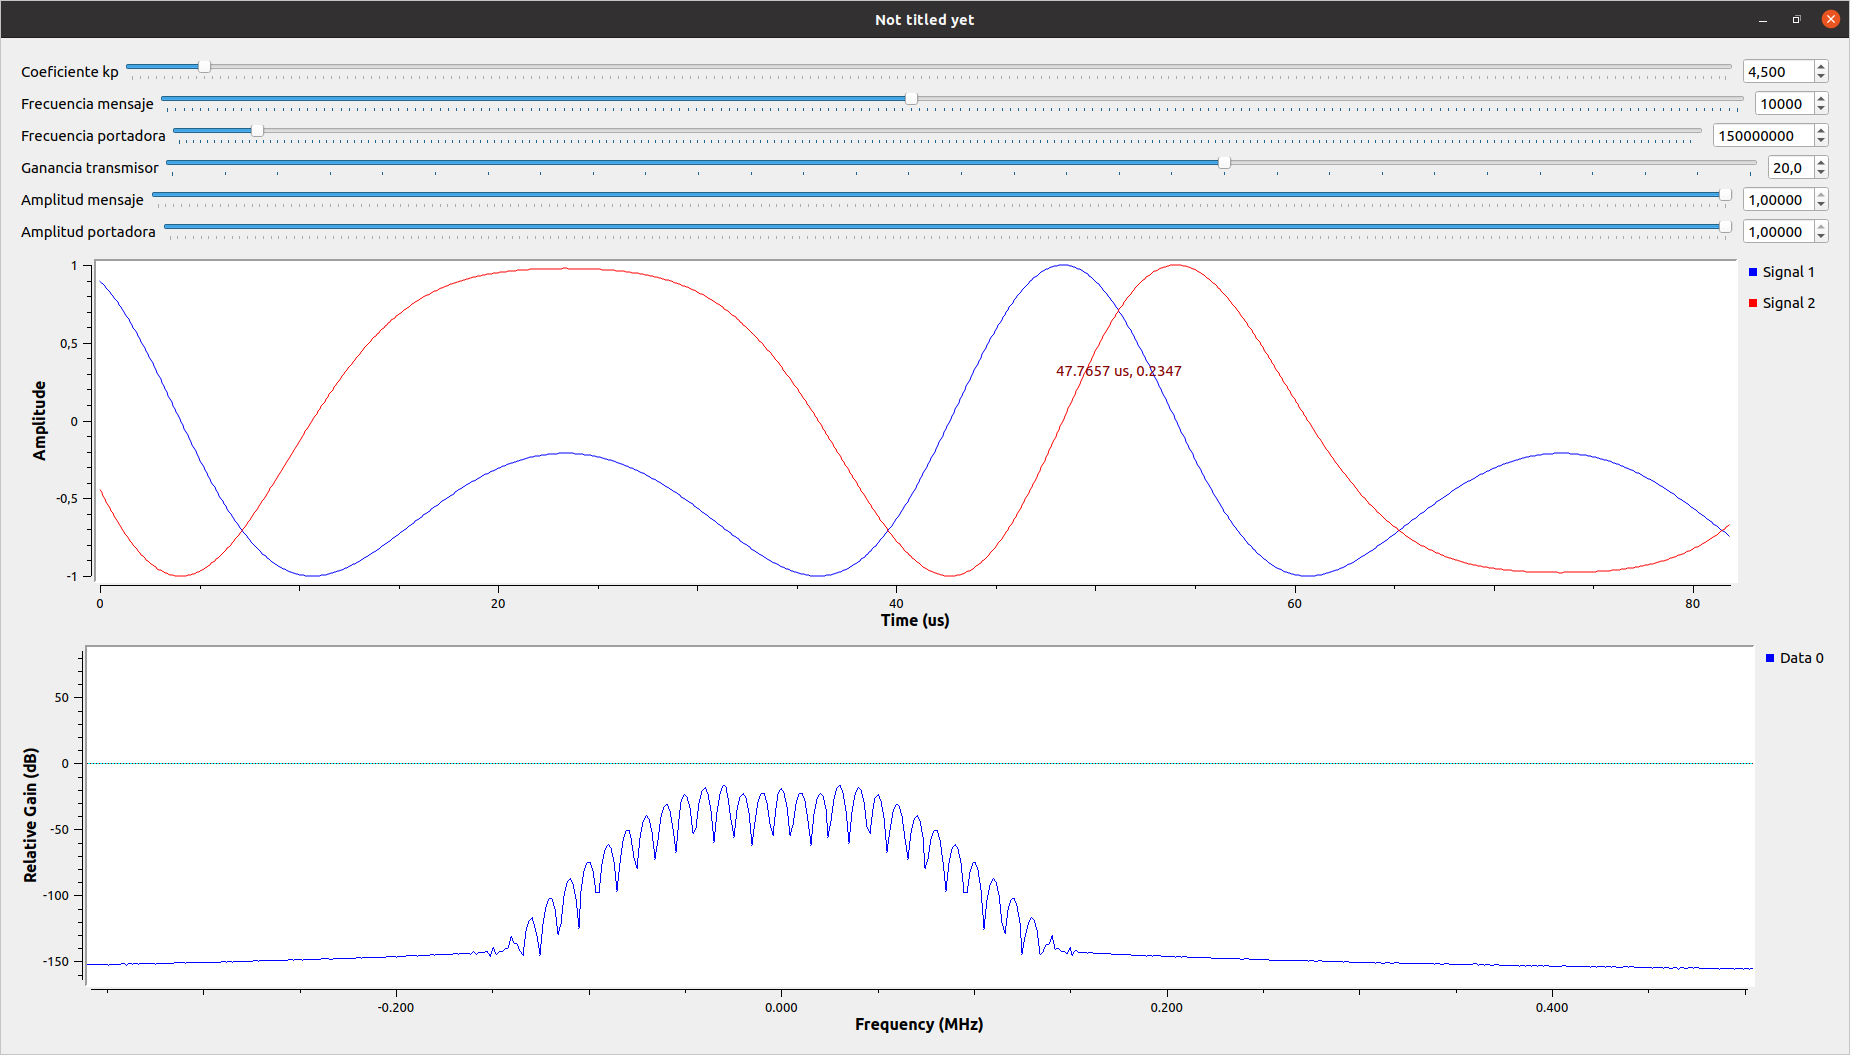 Not titled yet
Coeficiente kp 4,500
Frecuencia mensaje 10000
Frecuencia portadora 150000000
Ganancia transmisor 20,0
Amplitud mensaje 1,00000
Amplitud portadora 1,00000
1
0,5
0
-0,5
-1
Amplitude
47.7657 us, 0.2347
Signal 1
Signal 2
0 20 40 60 80
Time (us)
50
0
-50
-100
-150
Relative Gain (dB)
Data 0
-0.200 0.000 0.200 0.400
Frequency (MHz)